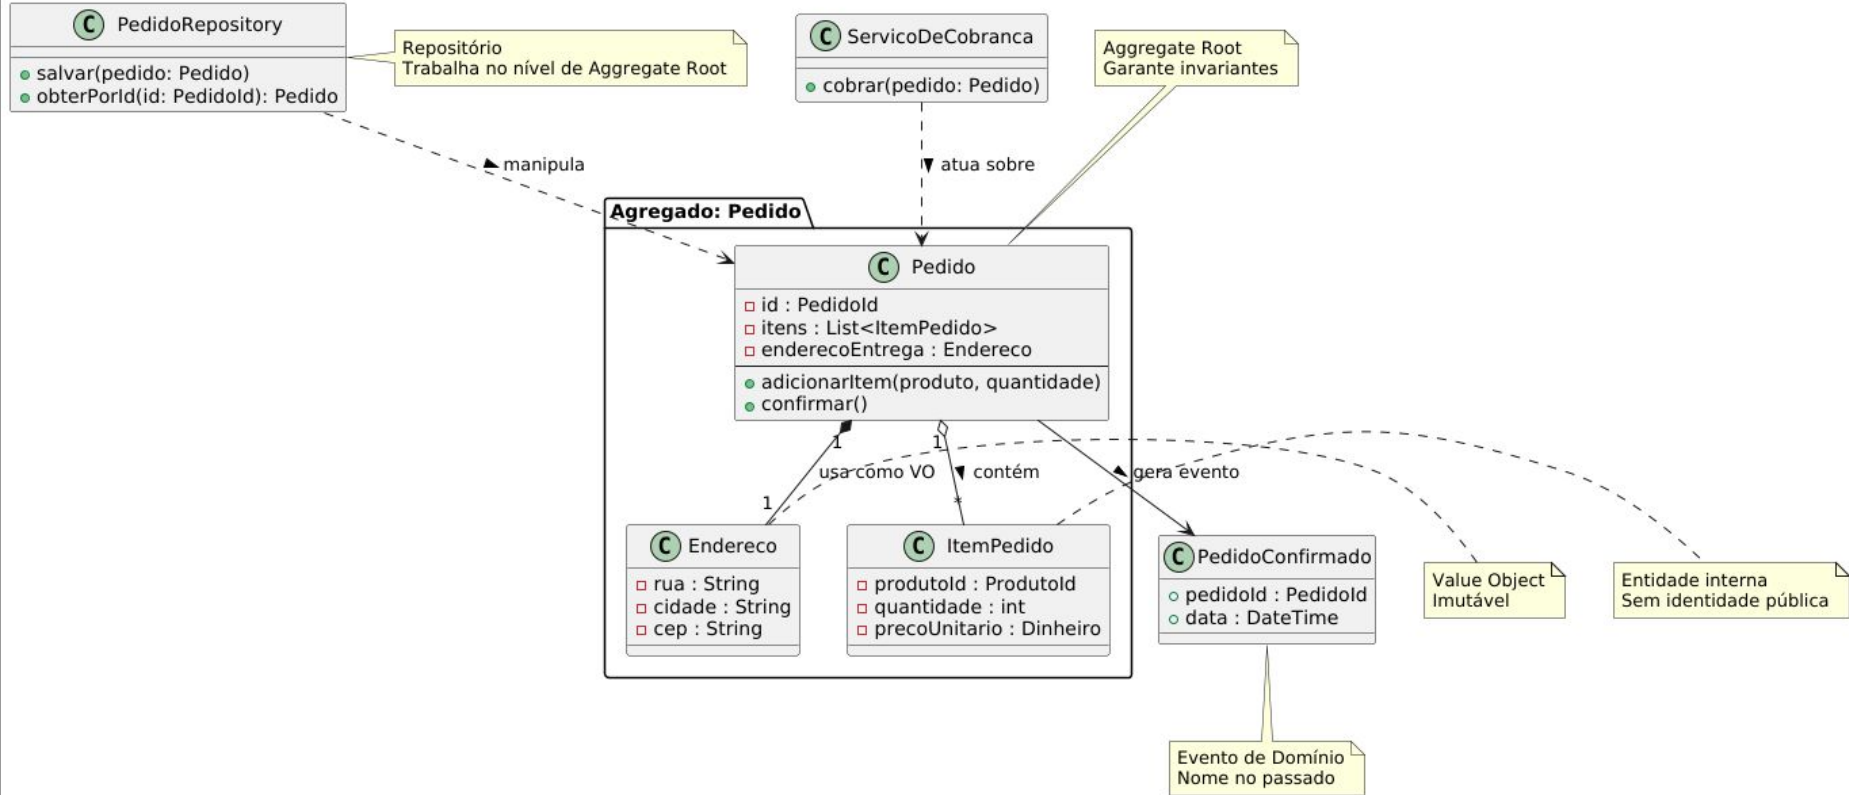 C PedidoRepository
salvar(pedido: Pedido)
obterPorId(id: PedidoId): Pedido
Repositório
Trabalha no nível de Aggregate Root
C ServicoDeCobranca
cobrar(pedido: Pedido)
Aggregate Root
Garante invariantes
manipula
atua sobre
Agregado: Pedido
C Pedido
id : PedidoId
itens : List<ItemPedido>
enderecoEntrega : Endereco
adicionarItem(produto, quantidade)
confirmar()
1
1
usa como VO
contém
gera evento
1
*
C Endereco
rua : String
cidade : String
cep : String
C ItemPedido
produtoId : ProdutoId
quantidade : int
precoUnitario : Dinheiro
C PedidoConfirmado
pedidoId : PedidoId
data : DateTime
Value Object
Imutável
Entidade interna
Sem identidade pública
Evento de Domínio
Nome no passado